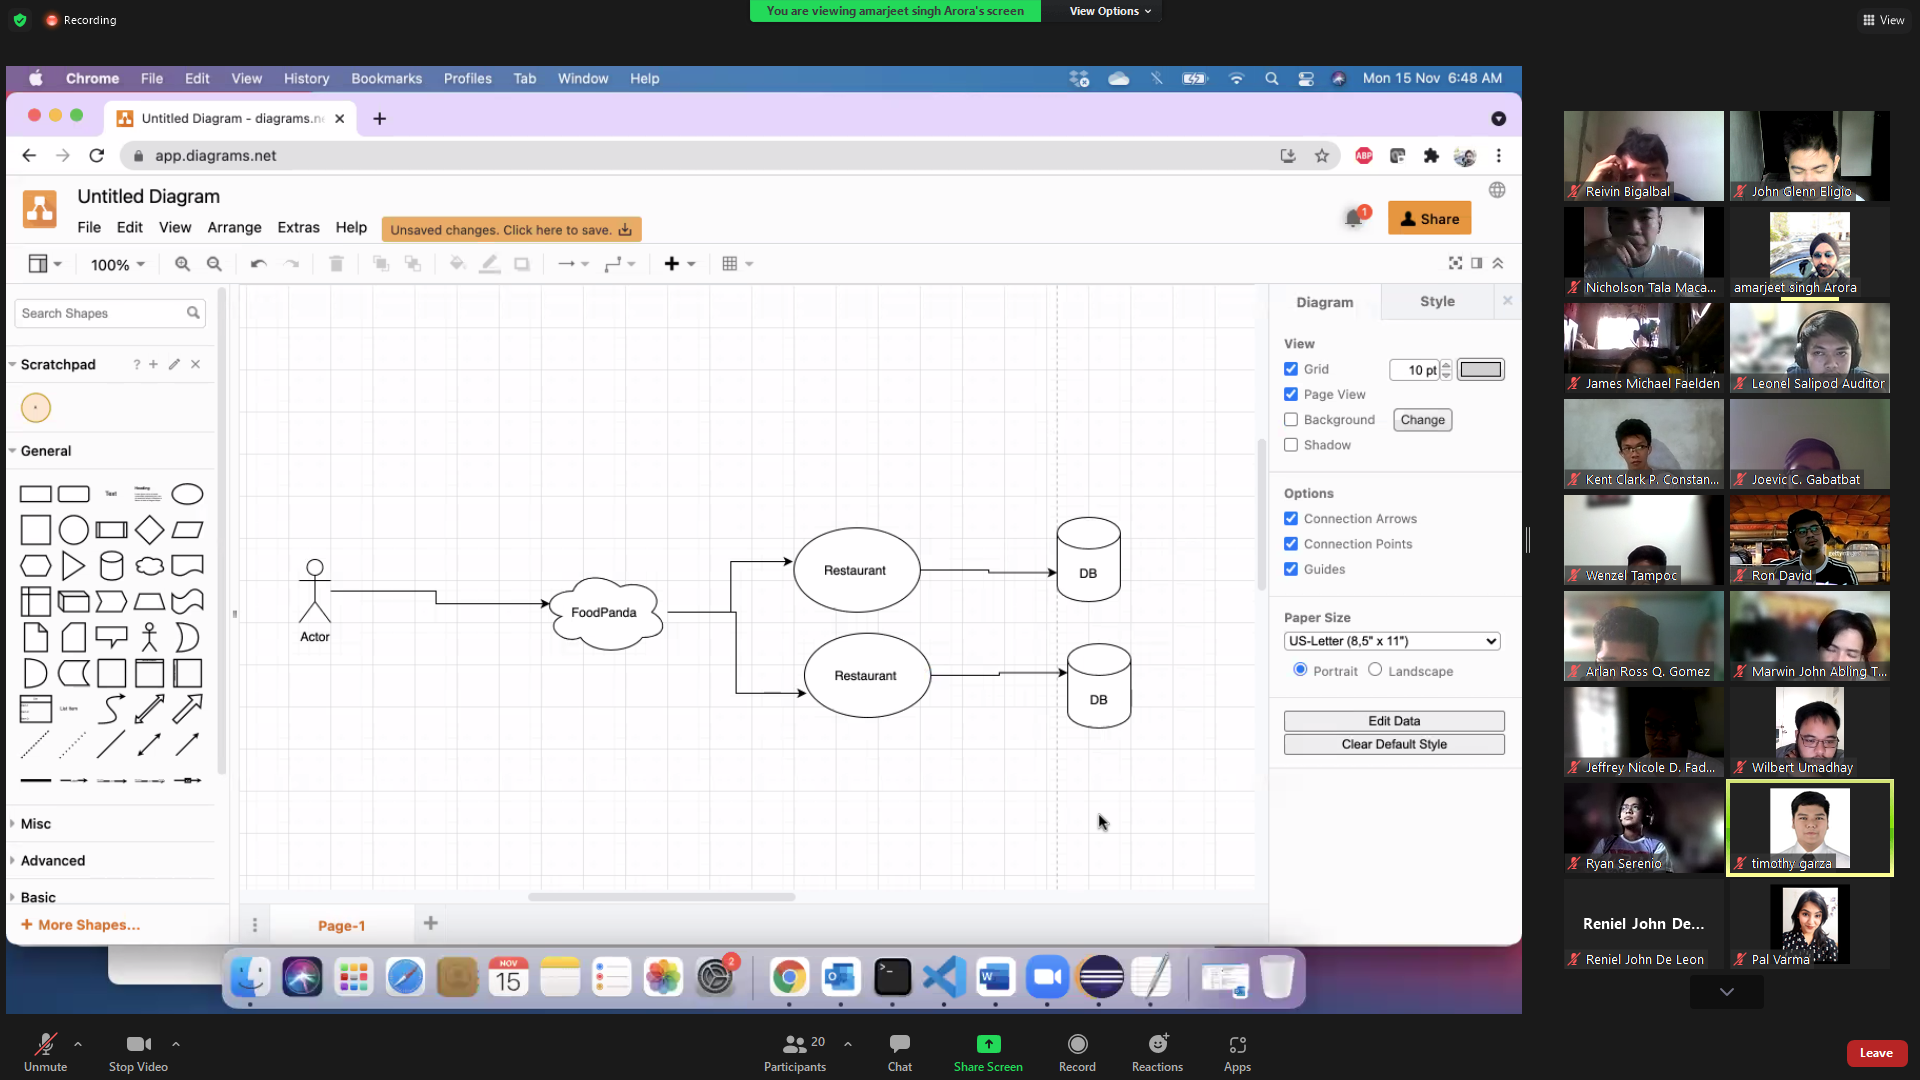 Recording
You are viewing amarjeet singh Arora's screen
View Options
View
Chrome File Edit View History Bookmarks Profiles Tab Window Help
Mon 15 Nov 6:48 AM
Untitled Diagram - diagrams.n
app.diagrams.net
ABP
Untitled Diagram
File Edit View Arrange Extras Help
Unsaved changes. Click here to save.
1
Share
100%
Search Shapes
Scratchpad
?
General
Text
Heading
List Item
Misc
Advanced
Basic
+ More Shapes...
Actor
FoodPanda
Restaurant
DB
Restaurant
DB
Page-1
Diagram
Style
View
Grid
10 pt
Page View
Background
Change
Shadow
Options
Connection Arrows
Connection Points
Guides
Paper Size
US-Letter (8,5" x 11")
Portrait
Landscape
Edit Data
Clear Default Style
NOV
15
2
Reivin Bigalbal
John Glenn Eligio
Nicholson Tala Maca...
amarjeet singh Arora
James Michael Faelden
Leonel Salipod Auditor
Kent Clark P. Constan...
Joevic C. Gabatbat
Wenzel Tampoc
Ron David
Arlan Ross Q. Gomez
Marwin John Abling T...
Jeffrey Nicole D. Fad...
Wilbert Umadhay
Ryan Serenio
timothy garza
Reniel John De...
Reniel John De Leon
Pal Varma
Unmute
Stop Video
Participants
20
Chat
Share Screen
Record
Reactions
Apps
Leave